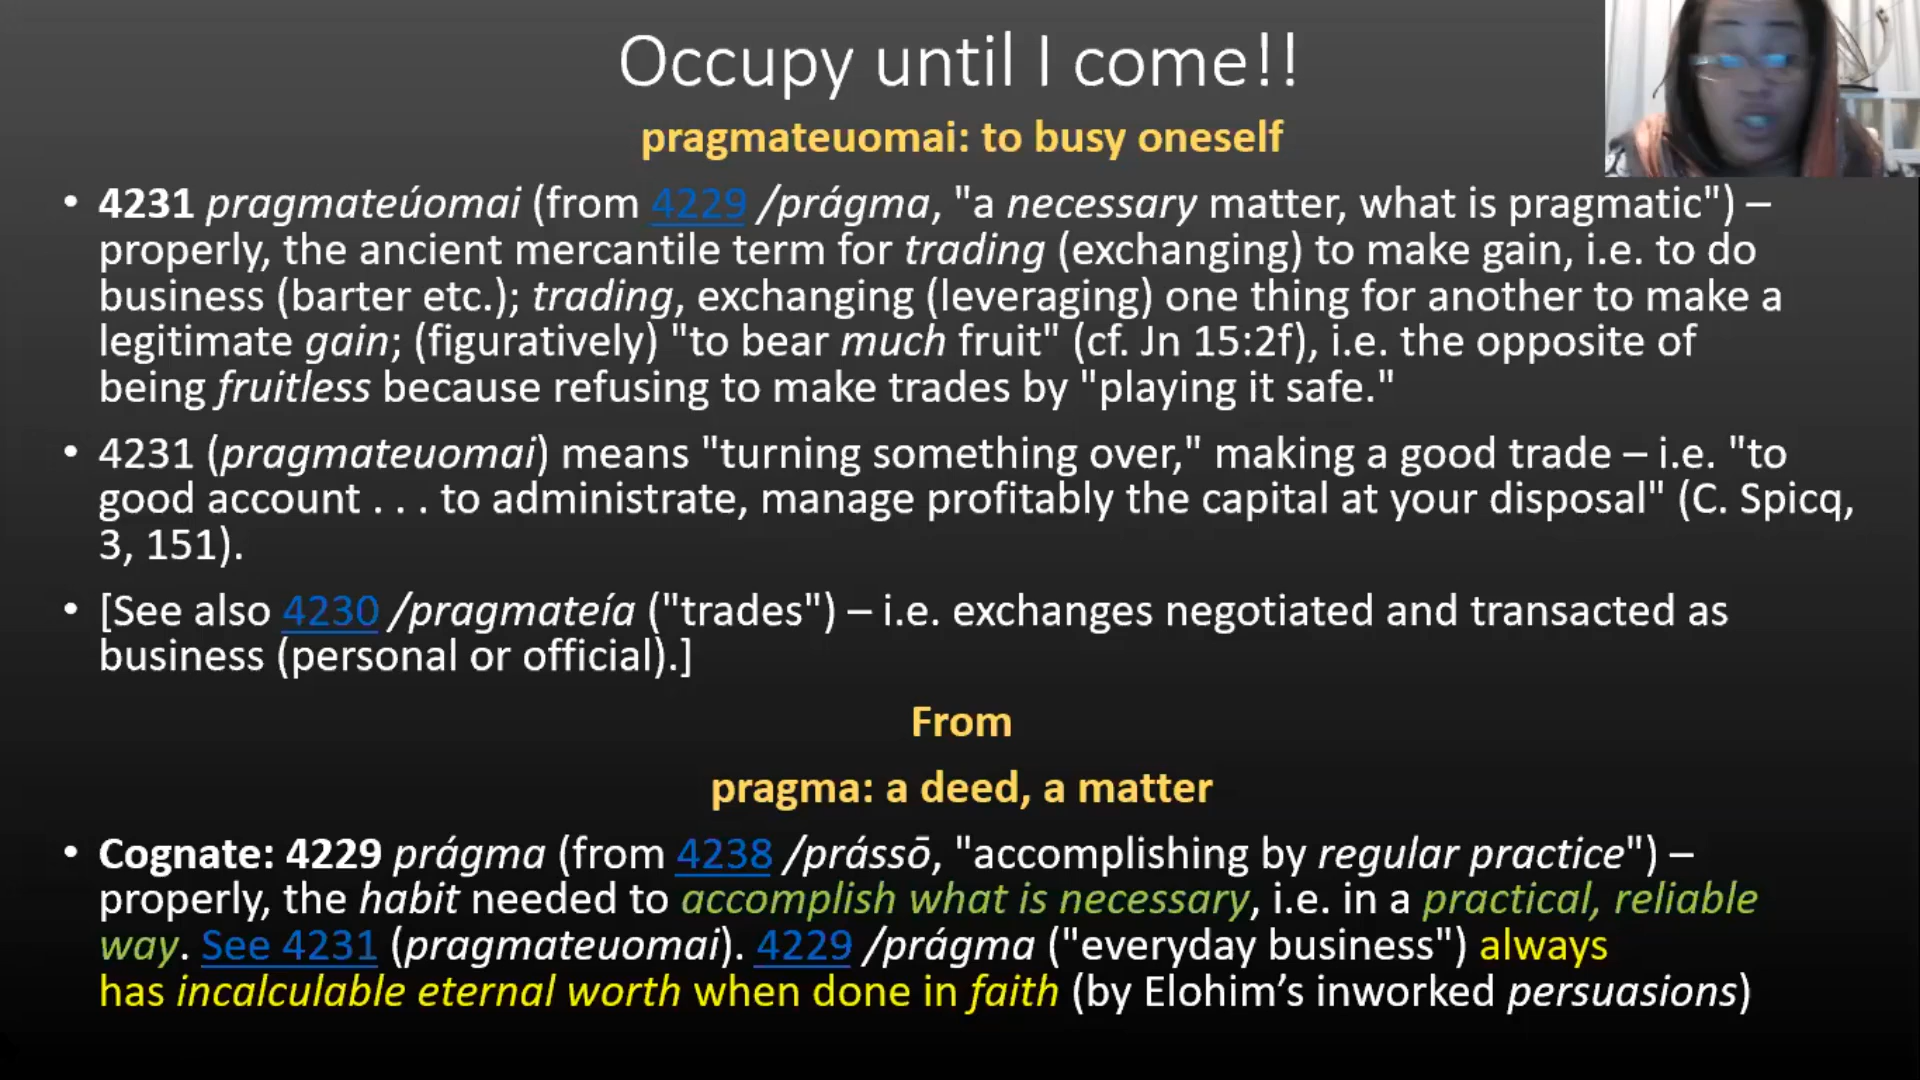 Occupy until I come!!
pragmateuomai: to busy oneself
• 4231 pragmateúomai (from 4229 /prágma, "a necessary matter, what is pragmatic") –
properly, the ancient mercantile term for trading (exchanging) to make gain, i.e. to do
business (barter etc.); trading, exchanging (leveraging) one thing for another to make a
legitimate gain; (figuratively) "to bear much fruit" (cf. Jn 15:2f), i.e. the opposite of
being fruitless because refusing to make trades by "playing it safe."
• 4231 (pragmateuomai) means "turning something over," making a good trade – i.e. "to
good account . . . to administrate, manage profitably the capital at your disposal" (C. Spicq,
3, 151).
• [See also 4230 /pragmateía ("trades") – i.e. exchanges negotiated and transacted as
business (personal or official).]
From
pragma: a deed, a matter
• Cognate: 4229 prágma (from 4238 /prássō, "accomplishing by regular practice") –
properly, the habit needed to accomplish what is necessary, i.e. in a practical, reliable
way. See 4231 (pragmateuomai). 4229 /prágma ("everyday business") always
has incalculable eternal worth when done in faith (by Elohim’s inworked persuasions)